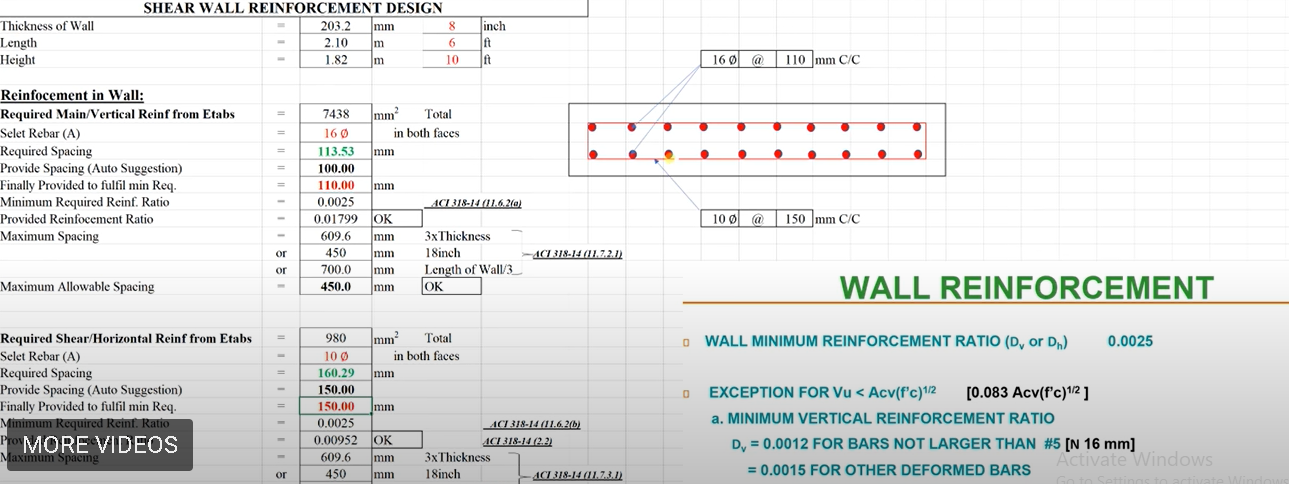 SHEAR WALL REINFORCEMENT DESIGN
Thickness of Wall = 203.2 mm 8 inch
Length = 2.10 m 6 ft
Height = 1.82 m 10 ft
16 Ø @ 110 mm C/C
Reinfocement in Wall:
Required Main/Vertical Reinf from Etabs = 7438 mm² Total
Selet Rebar (A) = 16 Ø in both faces
Required Spacing = 113.53 mm
Provide Spacing (Auto Suggestion) = 100.00
Finally Provided to fulfil min Req. = 110.00 mm
Minimum Required Reinf. Ratio = 0.0025 ACI 318-14 (11.6.2(a)
Provided Reinfocement Ratio = 0.01799 OK
10 Ø @ 150 mm C/C
Maximum Spacing = 609.6 mm 3xThickness
or 450 mm 18inch ACI 318-14 (11.7.2.1)
or 700.0 mm Length of Wall/3
Maximum Allowable Spacing = 450.0 mm OK
Required Shear/Horizontal Reinf from Etabs = 980 mm² Total
Selet Rebar (A) = 10 Ø in both faces
Required Spacing = 160.29 mm
Provide Spacing (Auto Suggestion) = 150.00
Finally Provided to fulfil min Req. = 150.00 mm
Minimum Required Reinf. Ratio = 0.0025 ACI 318-14 (11.6.2(b)
= 0.00952 OK ACI 318-14 (2.2)
MORE VIDEOS
Maximum Spacing = 609.6 mm 3xThickness
or 450 mm 18inch ACI 318-14 (11.7.3.1)
WALL REINFORCEMENT
WALL MINIMUM REINFORCEMENT RATIO (Dv or Dh) 0.0025
EXCEPTION FOR Vu < Acv(f'c)^1/2 [0.083 Acv(f'c)^1/2 ]
a. MINIMUM VERTICAL REINFORCEMENT RATIO
Dv = 0.0012 FOR BARS NOT LARGER THAN #5 [N 16 mm]
= 0.0015 FOR OTHER DEFORMED BARS
Activate Windows
Go to Settings to activate Windows